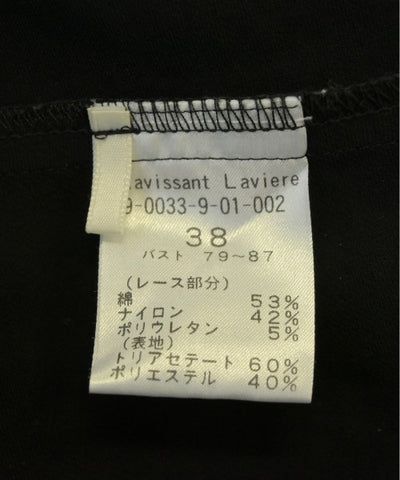 avissant Laviere
9-0033-9-01-002
38
バスト 79～87
(レース部分)
綿 53%
ナイロン 42%
ポリウレタン 5%
(表地)
トリアセテート 60%
ポリエステル 40%